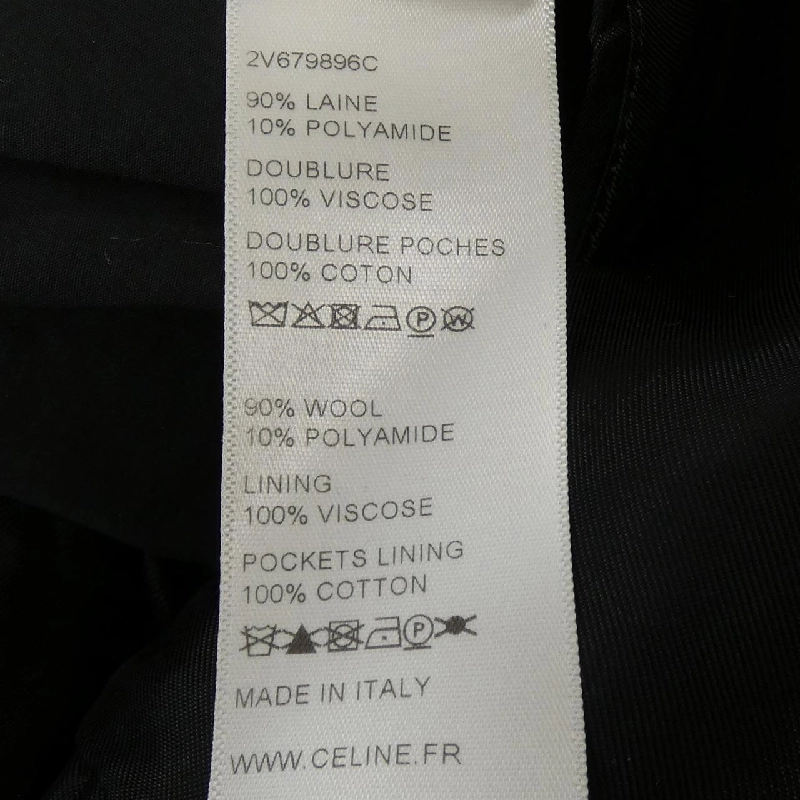 2V679896C
90% LAINE
10% POLYAMIDE
DOUBLURE
100% VISCOSE
DOUBLURE POCHES
100% COTON
P W
90% WOOL
10% POLYAMIDE
LINING
100% VISCOSE
POCKETS LINING
100% COTTON
P
MADE IN ITALY
WWW.CELINE.FR